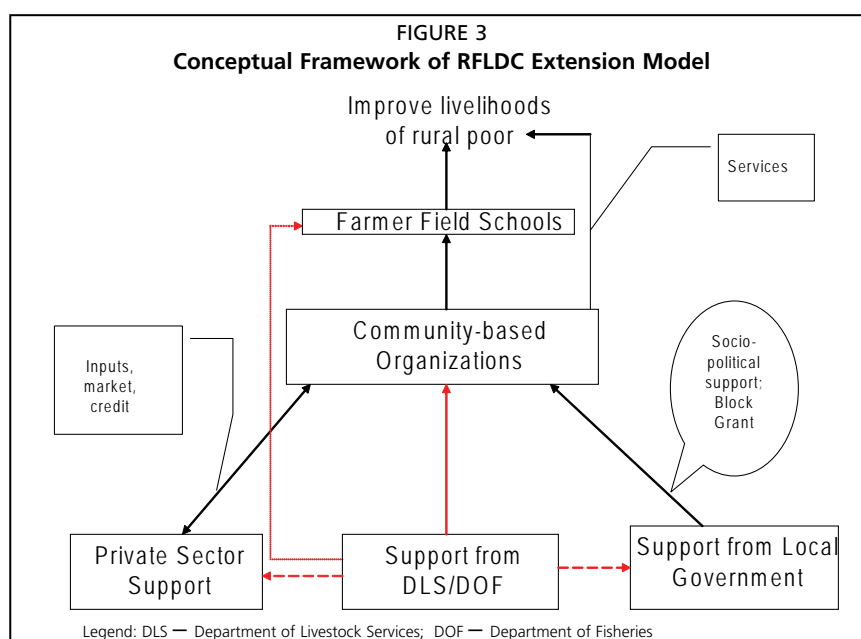 FIGURE 3
Conceptual Framework of RFLDC Extension Model
Improve livelihoods
of rural poor
Services
Farmer Field Schools
Community-based
Organizations
Inputs,
market,
credit
Socio-
political
support;
Block
Grant
Private Sector
Support
Support from
DLS/DOF
Support from Local
Government
Legend: DLS — Department of Livestock Services; DOF — Department of Fisheries